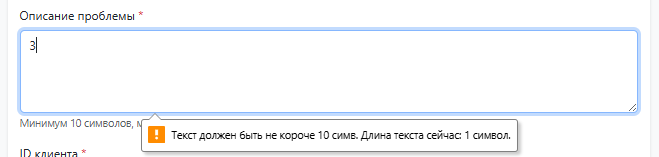 Описание проблемы *
3
Минимум 10 символов,
Текст должен быть не короче 10 симв. Длина текста сейчас: 1 символ.
ID клиента *